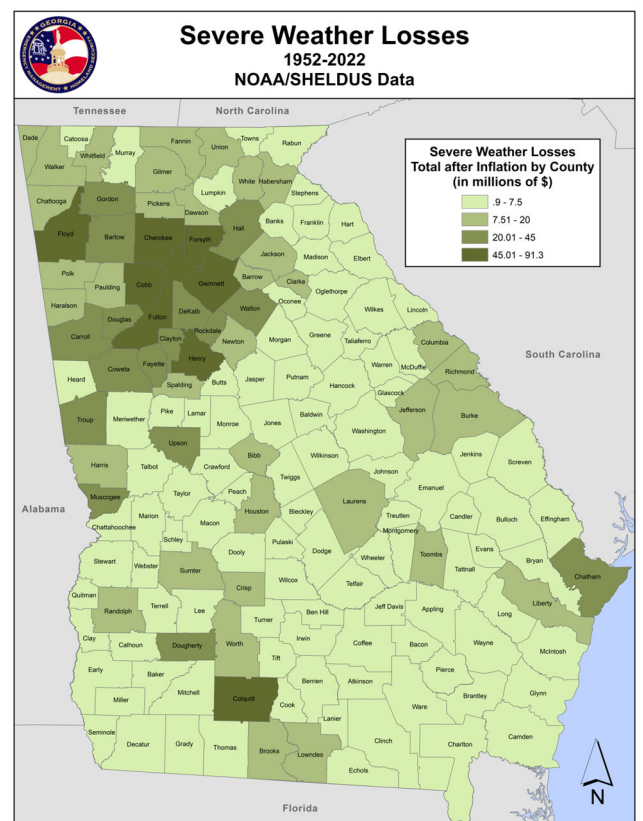 GEORGIA
EMERGENCY MANAGEMENT HOMELAND SECURITY
Severe Weather Losses
1952-2022
NOAA/SHELDUS Data
Tennessee
North Carolina
Severe Weather Losses
Total after Inflation by County
(in millions of $)
.9 - 7.5
7.51 - 20
20.01 - 45
45.01 - 91.3
Dade
Catoosa
Whitfield
Murray
Fannin
Union
Towns
Rabun
Walker
Gilmer
White
Habersham
Lumpkin
Stephens
Chattooga
Gordon
Pickens
Dawson
Hall
Banks
Franklin
Hart
Floyd
Bartow
Cherokee
Forsyth
Jackson
Madison
Elbert
Polk
Paulding
Cobb
Gwinnett
Barrow
Clarke
Oconee
Oglethorpe
Wilkes
Lincoln
Haralson
Douglas
Fulton
DeKalb
Walton
Carroll
Clayton
Rockdale
Newton
Morgan
Greene
Taliaferro
Columbia
McDuffie
Warren
Richmond
South Carolina
Coweta
Fayette
Henry
Heard
Spalding
Butts
Jasper
Putnam
Hancock
Glascock
Jefferson
Burke
Troup
Meriwether
Pike
Lamar
Monroe
Jones
Baldwin
Washington
Upson
Harris
Talbot
Crawford
Bibb
Wilkinson
Johnson
Jenkins
Screven
Twiggs
Emanuel
Alabama
Muscogee
Taylor
Peach
Houston
Bleckley
Laurens
Treutlen
Candler
Bulloch
Effingham
Chattahoochee
Marion
Macon
Schley
Pulaski
Dodge
Montgomery
Wheeler
Toombs
Evans
Bryan
Tattnall
Chatham
Stewart
Webster
Sumter
Dooly
Wilcox
Telfair
Liberty
Quitman
Randolph
Terrell
Lee
Crisp
Turner
Ben Hill
Jeff Davis
Appling
Long
Clay
Calhoun
Dougherty
Worth
Irwin
Coffee
Bacon
Wayne
McIntosh
Tift
Early
Baker
Mitchell
Colquitt
Cook
Berrien
Atkinson
Pierce
Miller
Brantley
Glynn
Lanier
Ware
Seminole
Decatur
Grady
Thomas
Brooks
Lowndes
Echols
Clinch
Charlton
Camden
Florida
N